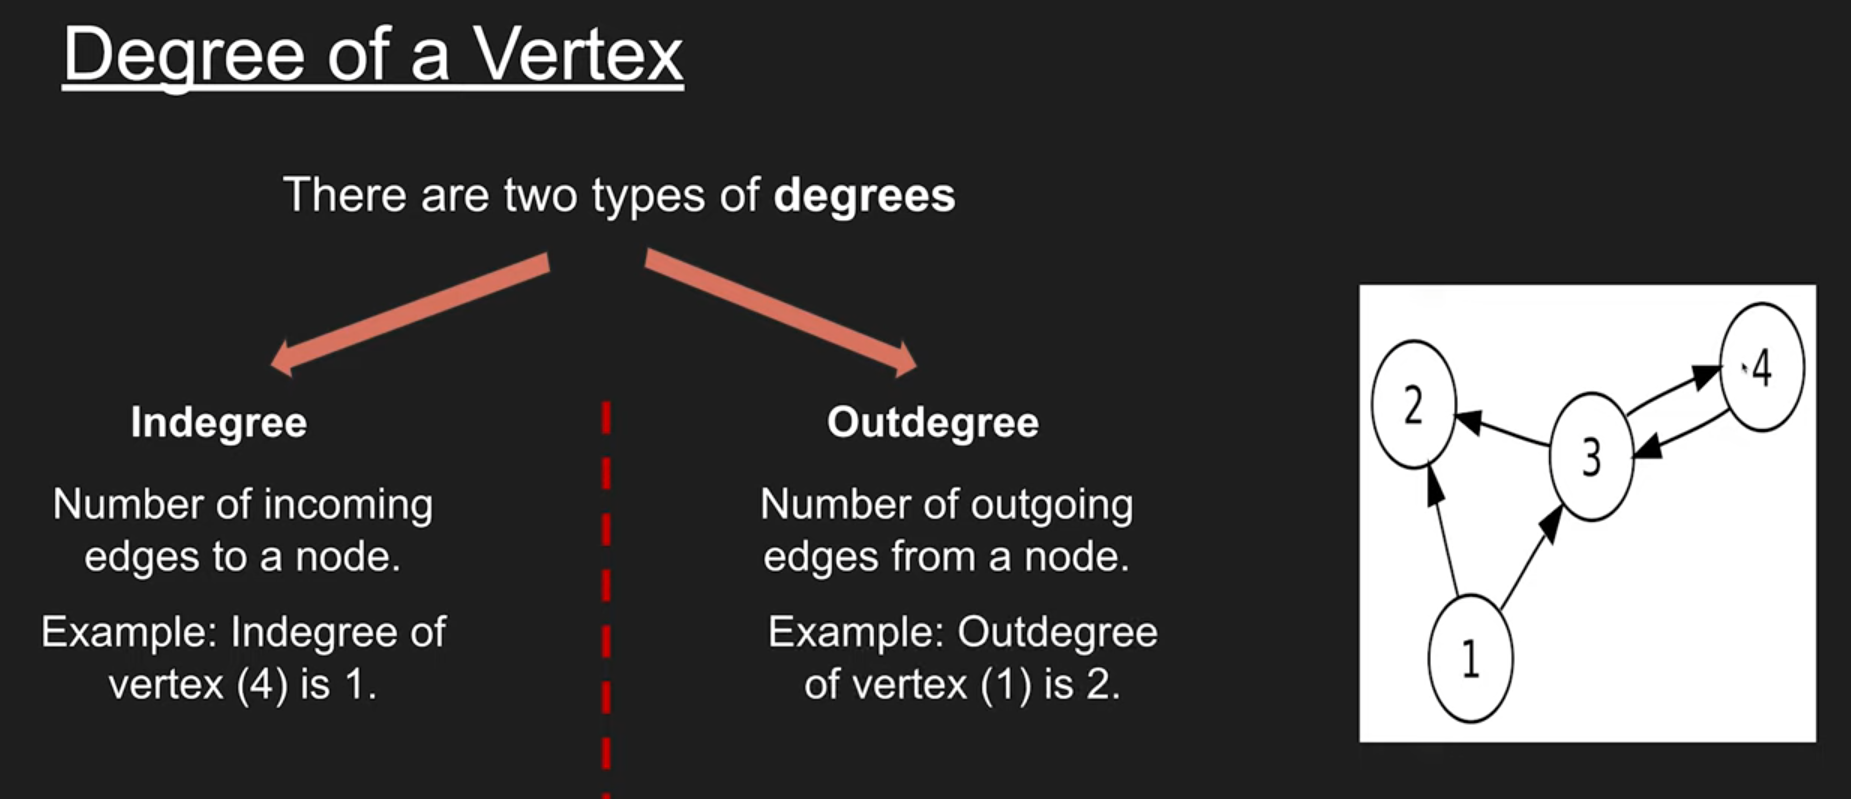 Degree of a Vertex
There are two types of degrees
Indegree
Number of incoming
edges to a node.
Example: Indegree of
vertex (4) is 1.
Outdegree
Number of outgoing
edges from a node.
Example: Outdegree
of vertex (1) is 2.
4
2
3
1